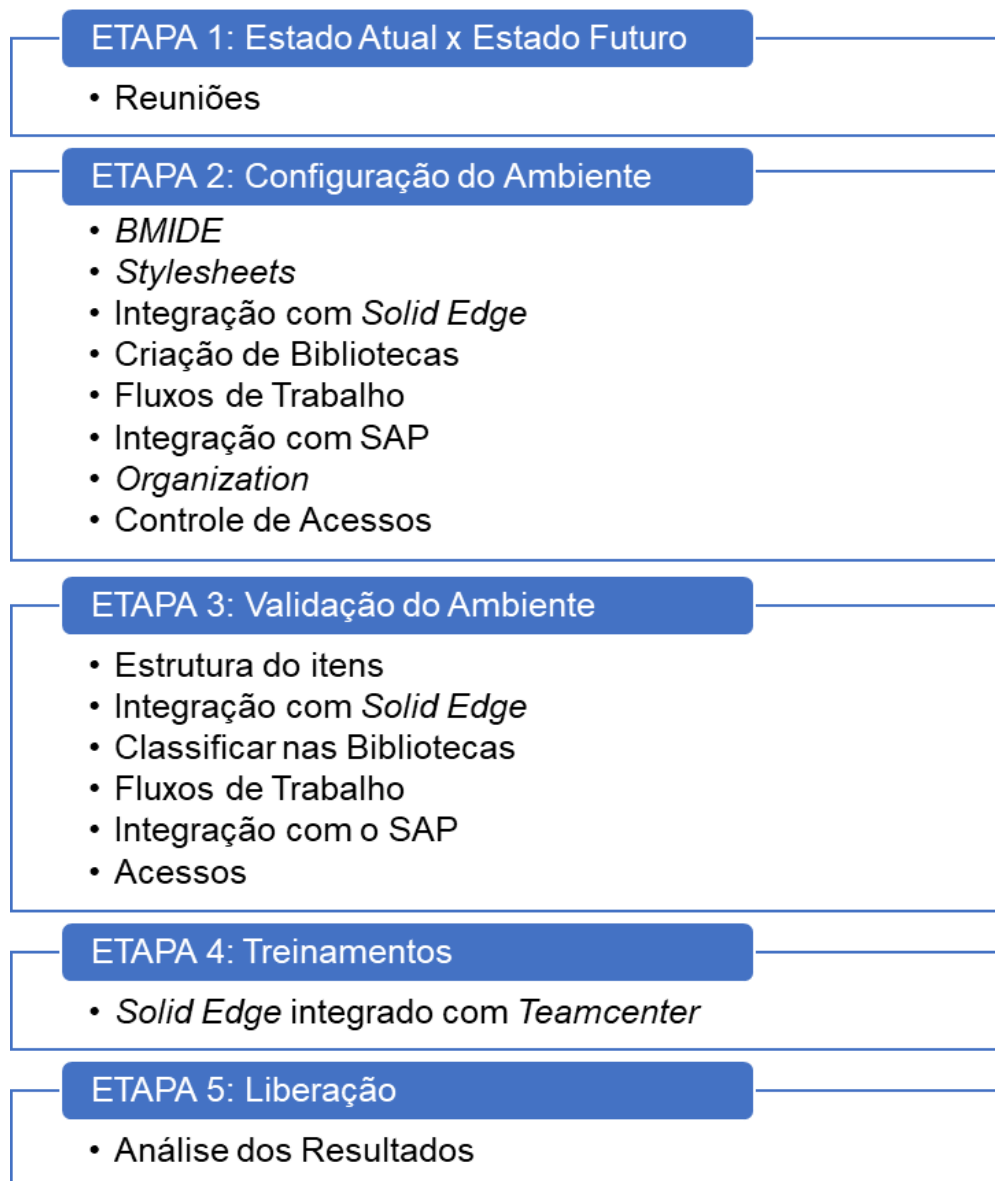 ETAPA 1: Estado Atual x Estado Futuro
• Reuniões
ETAPA 2: Configuração do Ambiente
• BMIDE
• Stylesheets
• Integração com Solid Edge
• Criação de Bibliotecas
• Fluxos de Trabalho
• Integração com SAP
• Organization
• Controle de Acessos
ETAPA 3: Validação do Ambiente
• Estrutura do itens
• Integração com Solid Edge
• Classificar nas Bibliotecas
• Fluxos de Trabalho
• Integração com o SAP
• Acessos
ETAPA 4: Treinamentos
• Solid Edge integrado com Teamcenter
ETAPA 5: Liberação
• Análise dos Resultados